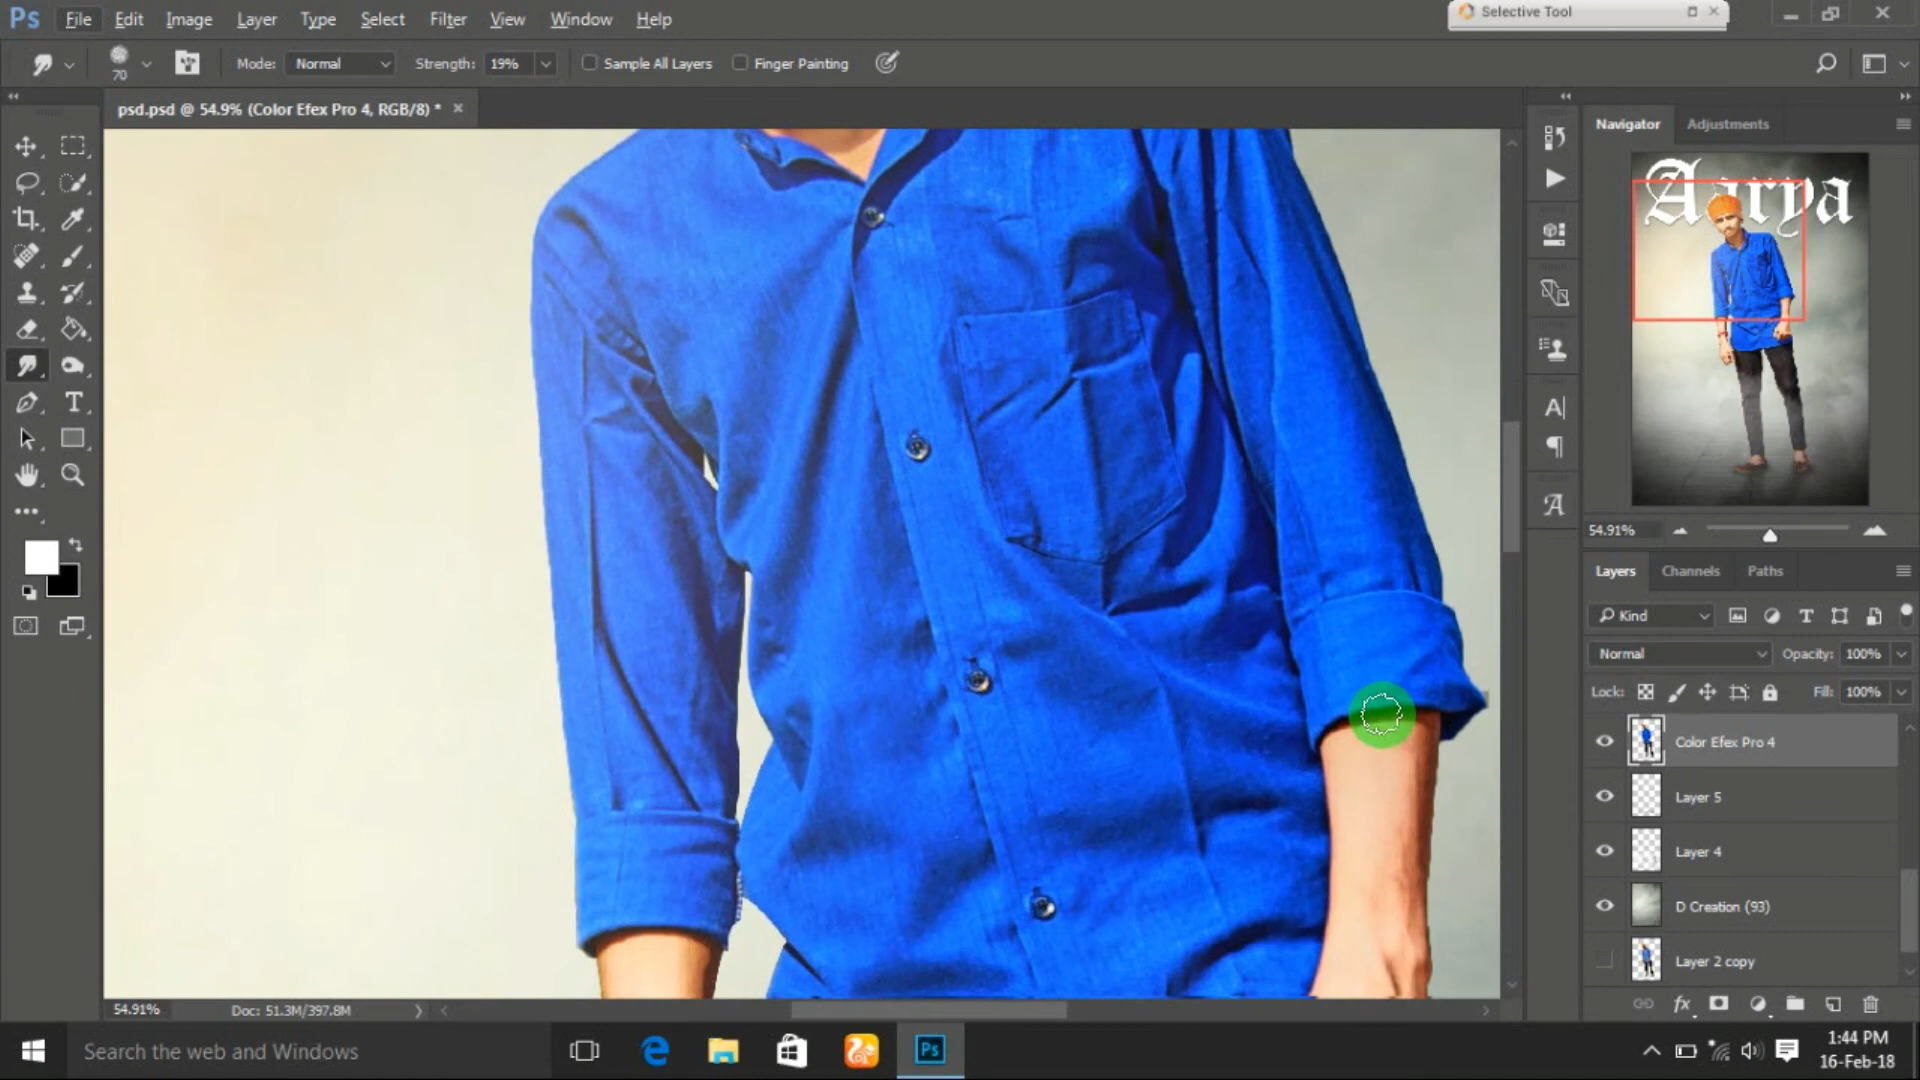 Ps File Edit Image Layer Type Select Filter View Window Help
Selective Tool
70 Mode: Normal Strength: 19% Sample All Layers Finger Painting
psd.psd @ 54.9% (Color Efex Pro 4, RGB/8) *
Navigator Adjustments
Aarya
54.91%
Layers Channels Paths
Kind
Normal Opacity: 100%
Lock: Fill: 100%
Color Efex Pro 4
Layer 5
Layer 4
D Creation (93)
Layer 2 copy
fx
54.91% Doc: 51.3M/397.8M
Search the web and Windows
Ps
1:44 PM
16-Feb-18